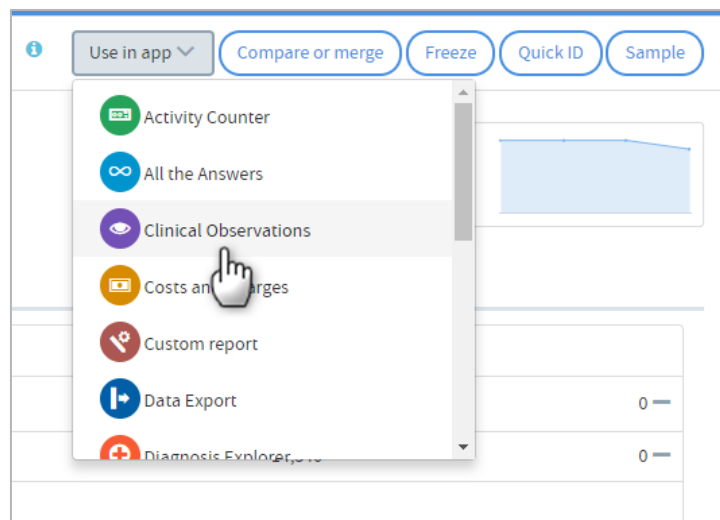 Use in app
Compare or merge
Freeze
Quick ID
Sample
Activity Counter
All the Answers
Clinical Observations
Costs an arges
Custom report
Data Export
0
Diagnosis Explorer
0